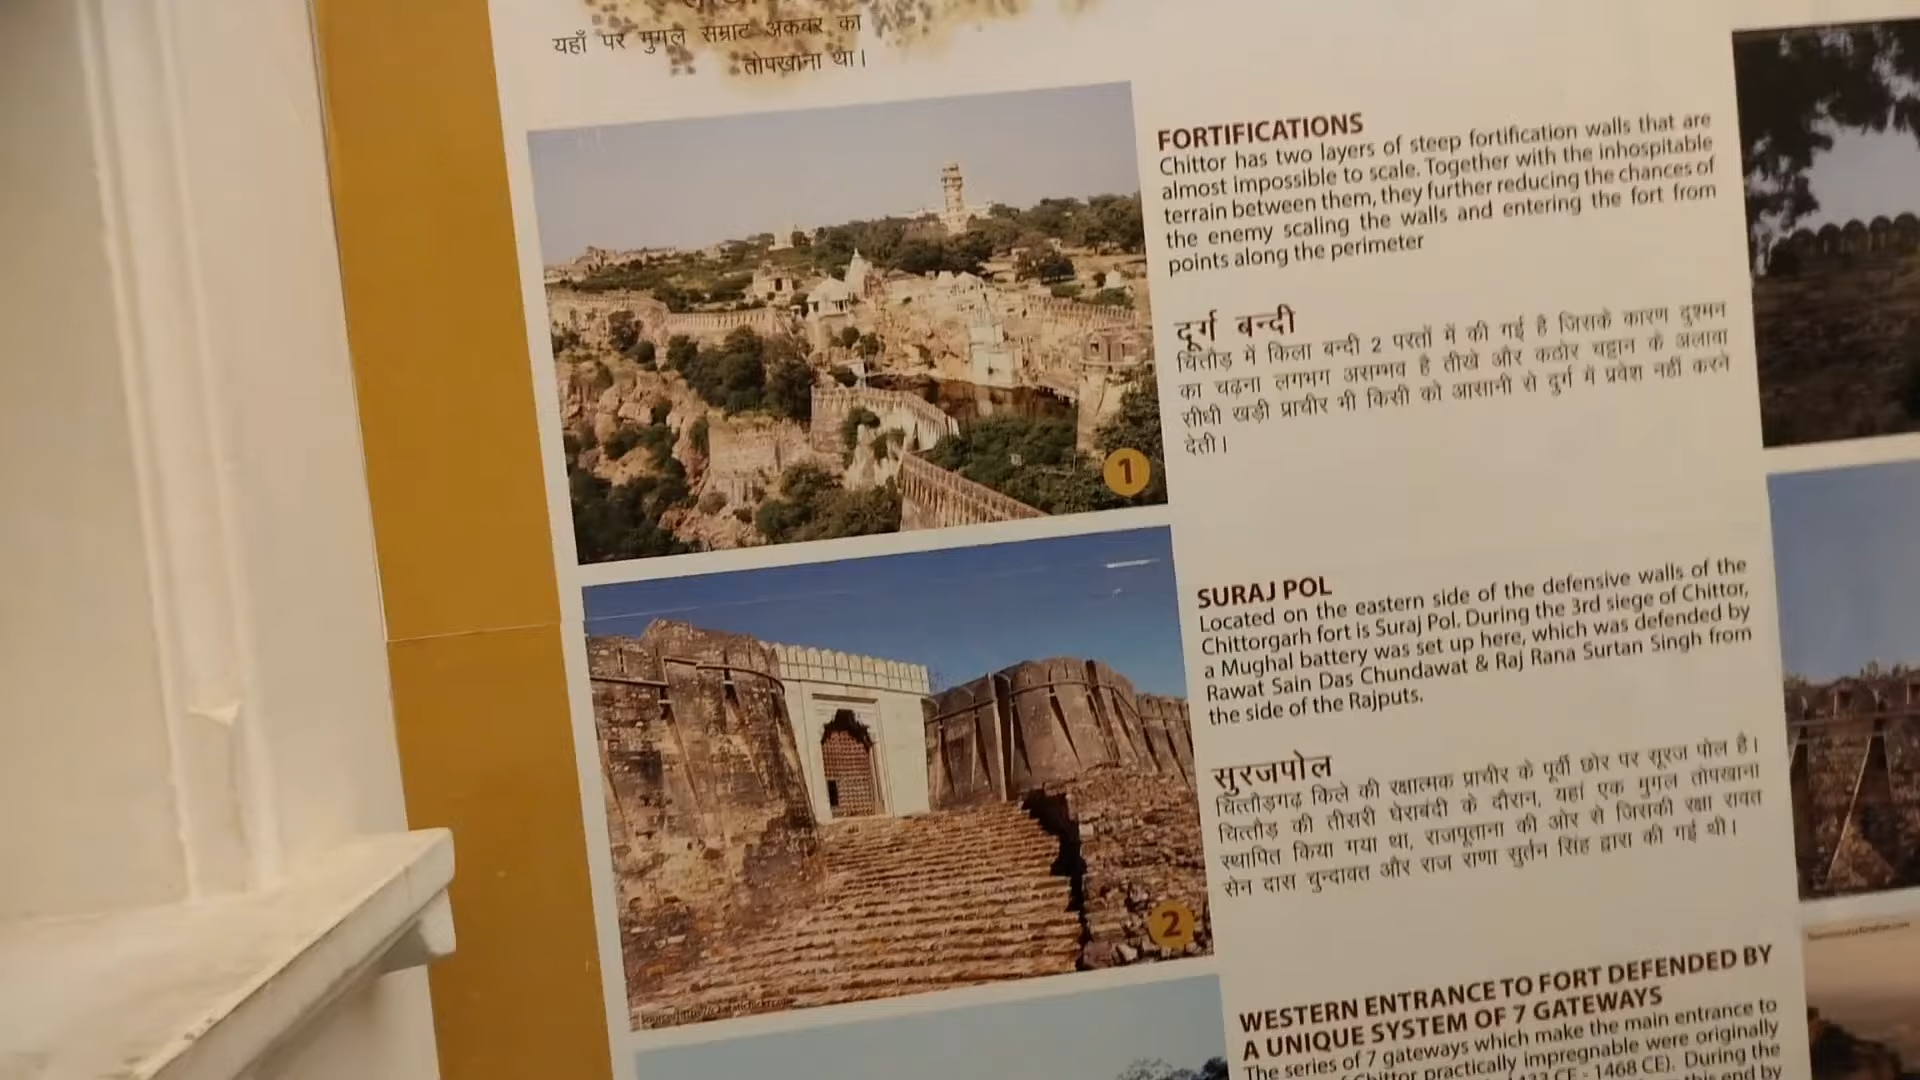 यहाँ पर मुगल सम्राट अकबर का
तोपखाना था।
FORTIFICATIONS
Chittor has two layers of steep fortification walls that are
almost impossible to scale. Together with the inhospitable
terrain between them, they further reducing the chances of
the enemy scaling the walls and entering the fort from
points along the perimeter
दूर्ग बन्दी
चित्तौड़ में किला बन्दी 2 परतों में की गई है जिसके कारण दुश्मन
का चढ़ना लगभग असम्भव है तीखे और कठोर चट्टान के अलावा
सीधी खड़ी प्राचीर भी किसी को आसानी से दुर्ग में प्रवेश नहीं करने
देती।
1
SURAJ POL
Located on the eastern side of the defensive walls of the
Chittorgarh fort is Suraj Pol. During the 3rd siege of Chittor,
a Mughal battery was set up here, which was defended by
Rawat Sain Das Chundawat & Raj Rana Surtan Singh from
the side of the Rajputs.
सुरजपोल
चित्तौड़गढ़ किले की रक्षात्मक प्राचीर के पूर्वी छोर पर सूरज पोल है।
चित्तौड़ की तीसरी घेराबंदी के दौरान, यहां एक मुगल तोपखाना
स्थापित किया गया था, राजपूताना की ओर से जिसकी रक्षा रावत
सेन दास चुन्दावत और राज राणा सुर्तन सिंह द्वारा की गई थी।
2
WESTERN ENTRANCE TO FORT DEFENDED BY
A UNIQUE SYSTEM OF 7 GATEWAYS
The series of 7 gateways which make the main entrance to
Chittor practically impregnable were originally
CE - 1468 CE). During the
this end by